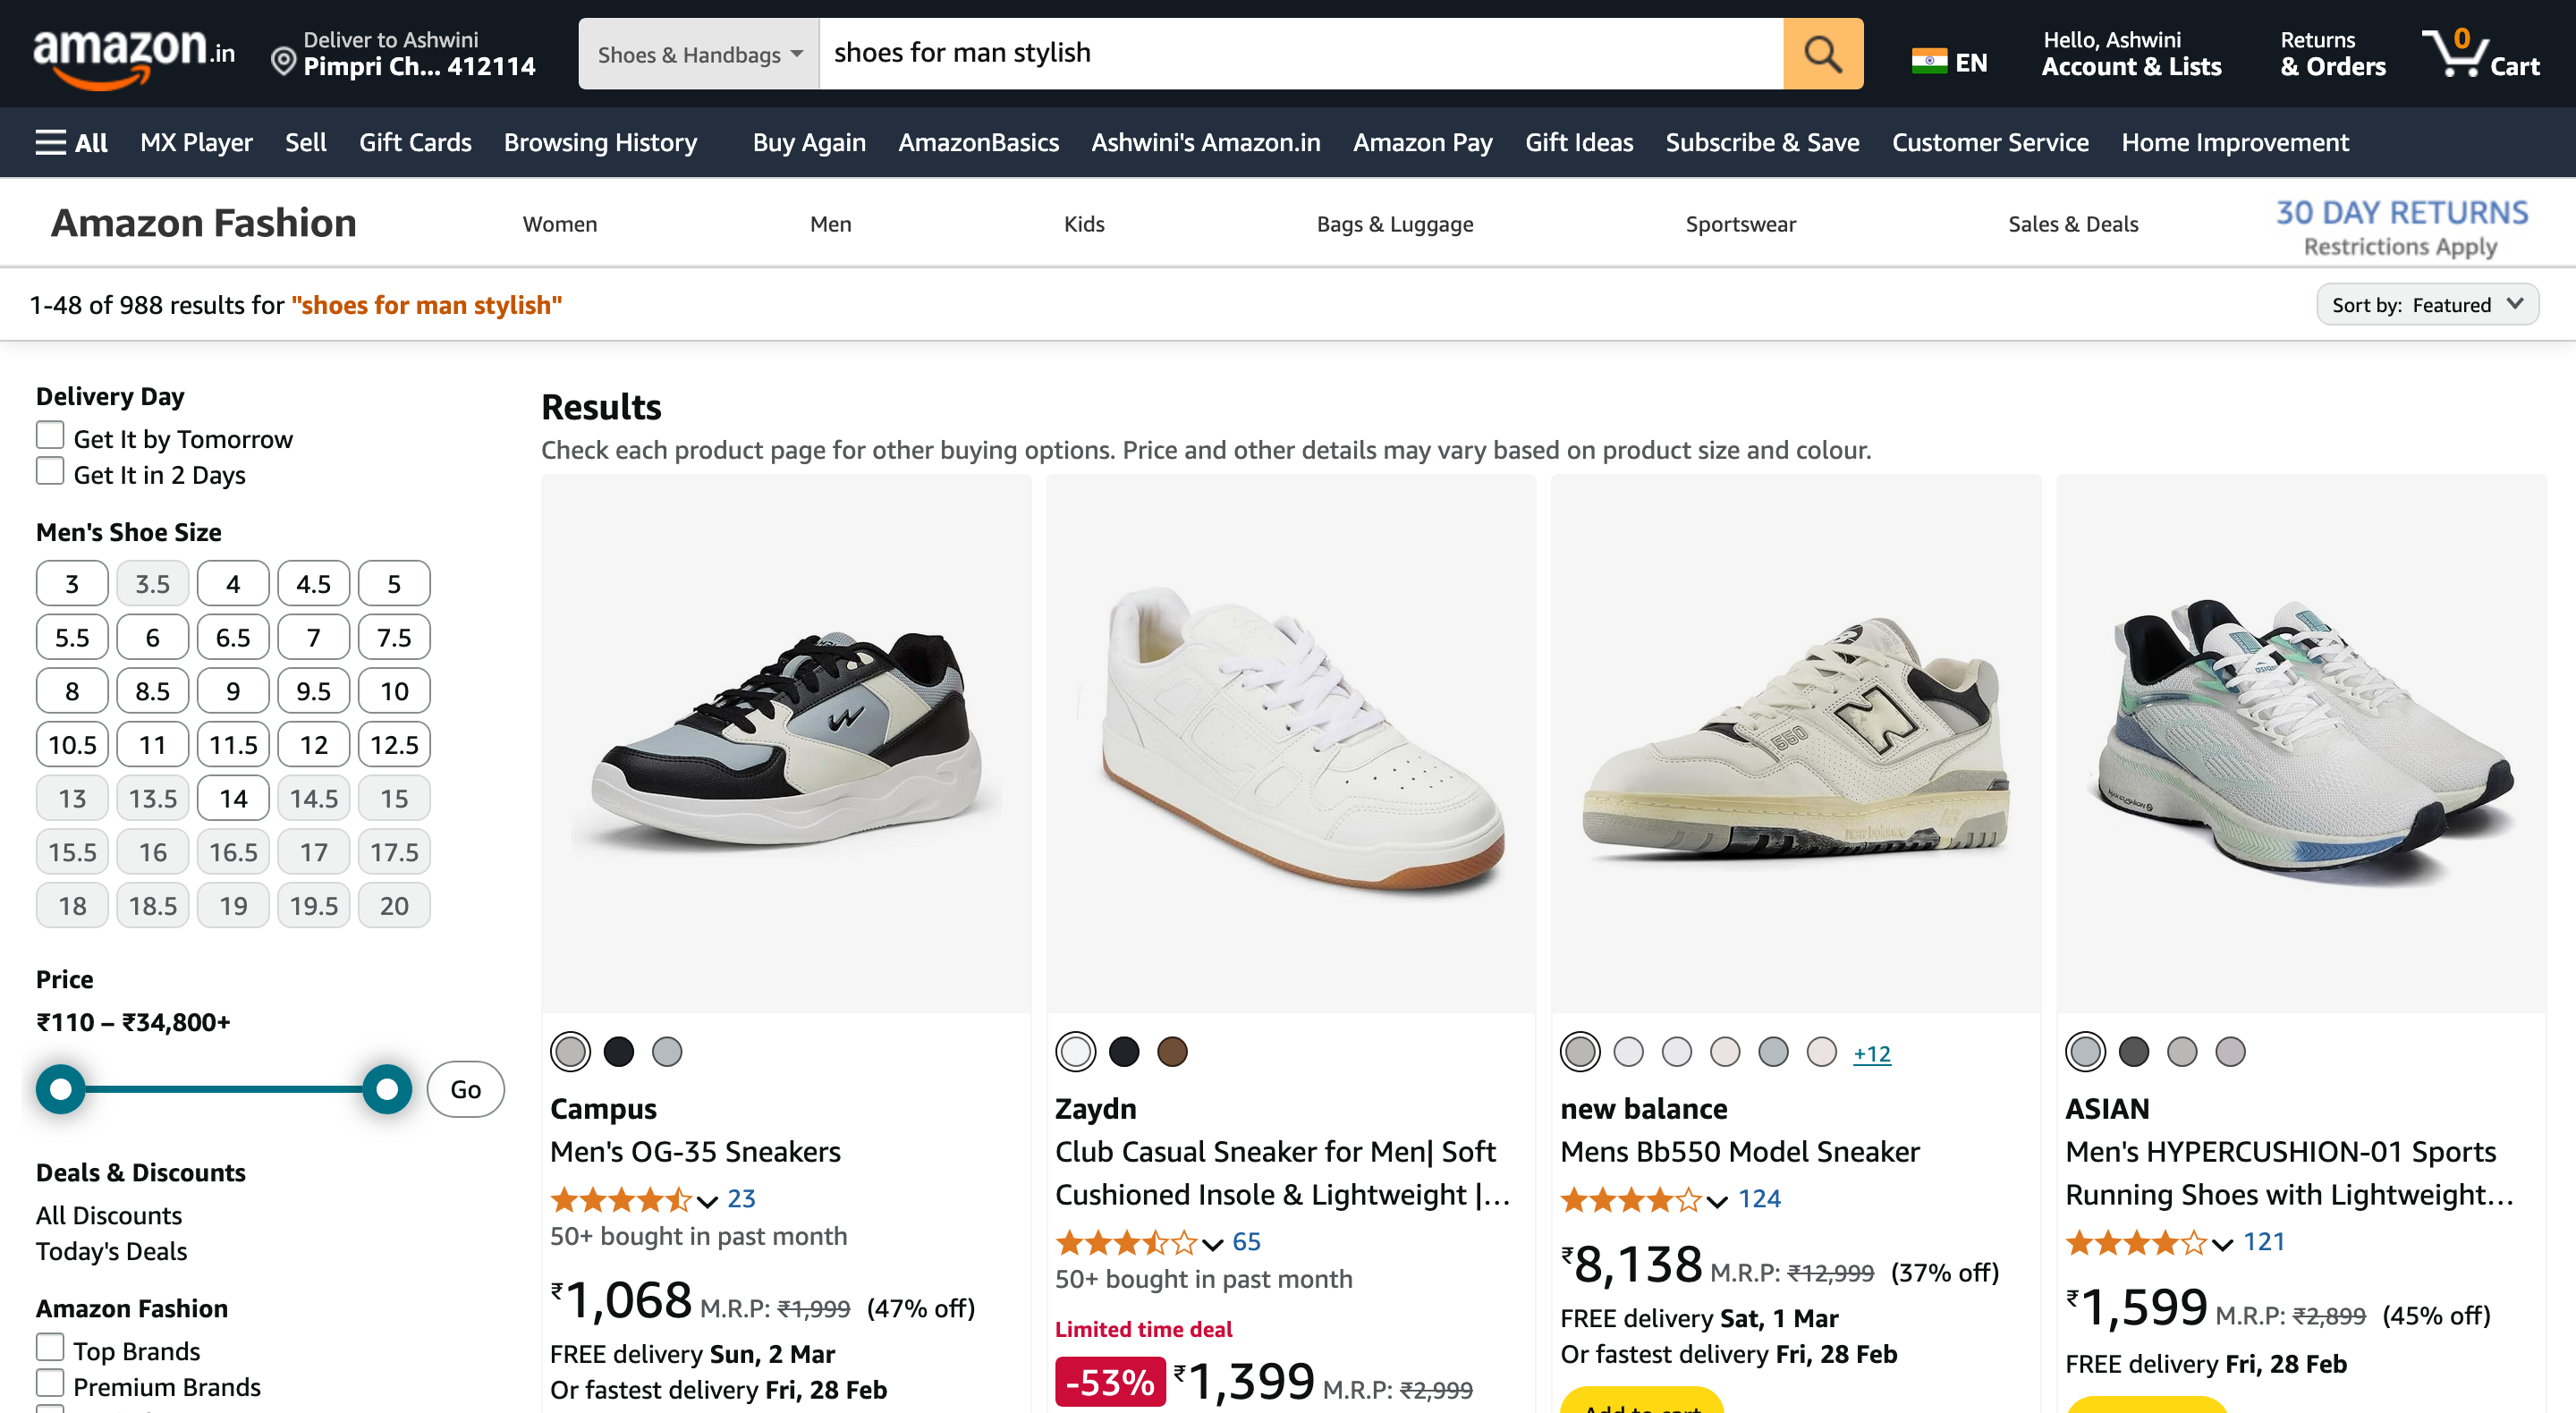 amazon.in
Deliver to Ashwini
Pimpri Ch... 412114
Shoes & Handbags
shoes for man stylish
EN
Hello, Ashwini
Account & Lists
Returns
& Orders
0
Cart
All
MX Player
Sell
Gift Cards
Browsing History
Buy Again
AmazonBasics
Ashwini's Amazon.in
Amazon Pay
Gift Ideas
Subscribe & Save
Customer Service
Home Improvement
Amazon Fashion
Women
Men
Kids
Bags & Luggage
Sportswear
Sales & Deals
30 DAY RETURNS
Restrictions Apply
1-48 of 988 results for "shoes for man stylish"
Sort by: Featured
Delivery Day
Get It by Tomorrow
Get It in 2 Days
Men's Shoe Size
3 3.5 4 4.5 5
5.5 6 6.5 7 7.5
8 8.5 9 9.5 10
10.5 11 11.5 12 12.5
13 13.5 14 14.5 15
15.5 16 16.5 17 17.5
18 18.5 19 19.5 20
Price
₹110 – ₹34,800+
Go
Deals & Discounts
All Discounts
Today's Deals
Amazon Fashion
Top Brands
Premium Brands
Results
Check each product page for other buying options. Price and other details may vary based on product size and colour.
Campus
Men's OG-35 Sneakers
23
50+ bought in past month
₹1,068 M.R.P: ₹1,999 (47% off)
FREE delivery Sun, 2 Mar
Or fastest delivery Fri, 28 Feb
Zaydn
Club Casual Sneaker for Men| Soft
Cushioned Insole & Lightweight |...
65
50+ bought in past month
Limited time deal
-53% ₹1,399 M.R.P: ₹2,999
N
550
+12
new balance
Mens Bb550 Model Sneaker
124
₹8,138 M.R.P: ₹12,999 (37% off)
FREE delivery Sat, 1 Mar
Or fastest delivery Fri, 28 Feb
Add to cart
ASIAN
Men's HYPERCUSHION-01 Sports
Running Shoes with Lightweight...
121
₹1,599 M.R.P: ₹2,899 (45% off)
FREE delivery Fri, 28 Feb